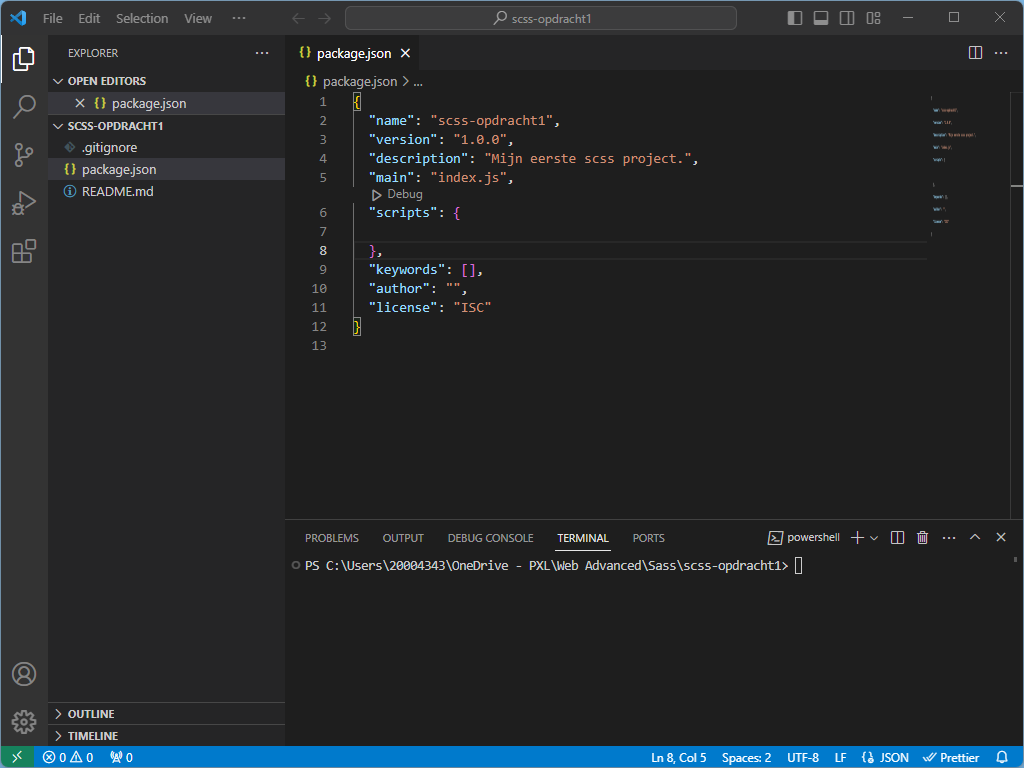 File Edit Selection View ··· scss-opdracht1
EXPLORER ···
OPEN EDITORS
package.json
SCSS-OPDRACHT1
.gitignore
package.json
README.md
OUTLINE
TIMELINE
{} package.json
{} package.json > ...
1 {
2 "name": "scss-opdracht1",
3 "version": "1.0.0",
4 "description": "Mijn eerste scss project.",
5 "main": "index.js",
Debug
6 "scripts": {
7
8 },
9 "keywords": [],
10 "author": "",
11 "license": "ISC"
12 }
13
PROBLEMS OUTPUT DEBUG CONSOLE TERMINAL PORTS powershell
PS C:\Users\20004343\OneDrive - PXL\Web Advanced\Sass\scss-opdracht1>
0 0 0 Ln 8, Col 5 Spaces: 2 UTF-8 LF {} JSON Prettier